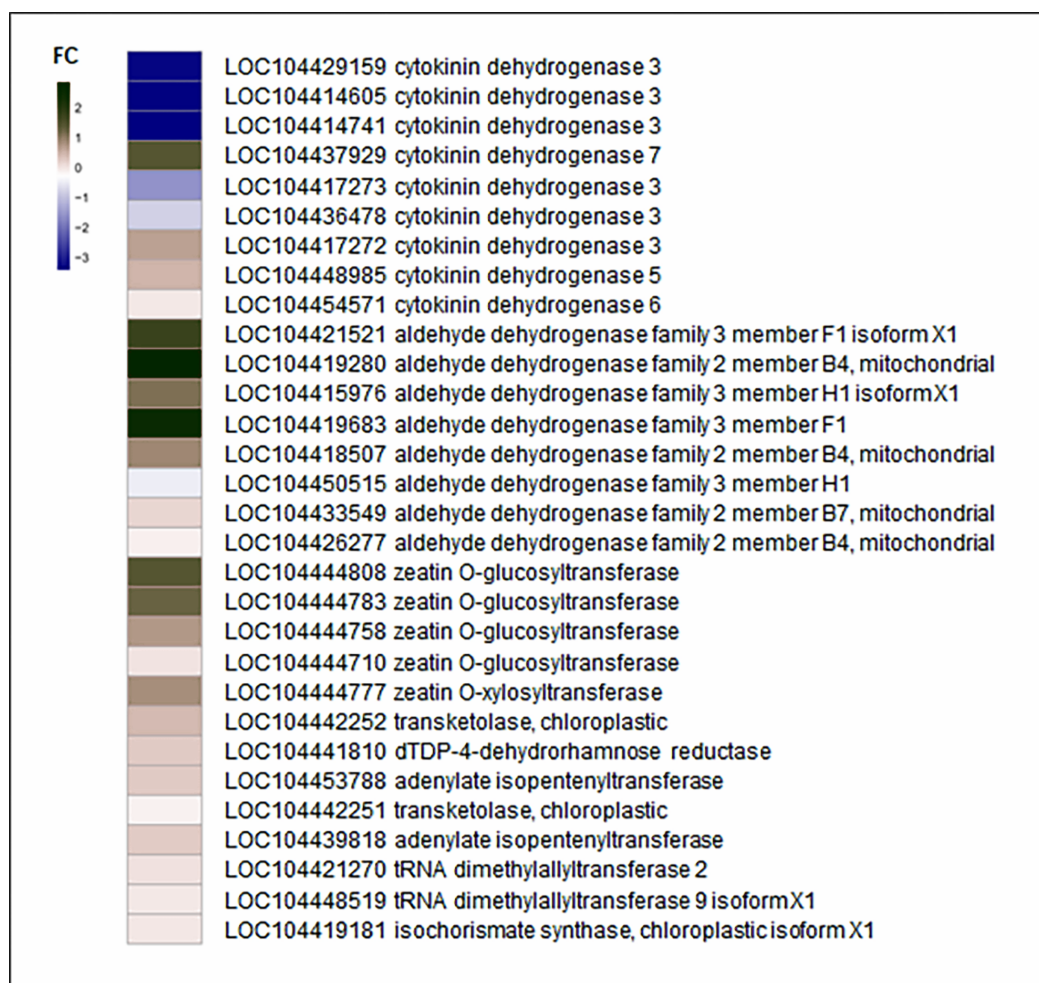 FC
2
1
0
−1
−2
−3
LOC104429159 cytokinin dehydrogenase 3
LOC104414605 cytokinin dehydrogenase 3
LOC104414741 cytokinin dehydrogenase 3
LOC104437929 cytokinin dehydrogenase 7
LOC104417273 cytokinin dehydrogenase 3
LOC104436478 cytokinin dehydrogenase 3
LOC104417272 cytokinin dehydrogenase 3
LOC104448985 cytokinin dehydrogenase 5
LOC104454571 cytokinin dehydrogenase 6
LOC104421521 aldehyde dehydrogenase family 3 member F1 isoform X1
LOC104419280 aldehyde dehydrogenase family 2 member B4, mitochondrial
LOC104415976 aldehyde dehydrogenase family 3 member H1 isoform X1
LOC104419683 aldehyde dehydrogenase family 3 member F1
LOC104418507 aldehyde dehydrogenase family 2 member B4, mitochondrial
LOC104450515 aldehyde dehydrogenase family 3 member H1
LOC104433549 aldehyde dehydrogenase family 2 member B7, mitochondrial
LOC104426277 aldehyde dehydrogenase family 2 member B4, mitochondrial
LOC104444808 zeatin O-glucosyltransferase
LOC104444783 zeatin O-glucosyltransferase
LOC104444758 zeatin O-glucosyltransferase
LOC104444710 zeatin O-glucosyltransferase
LOC104444777 zeatin O-xylosyltransferase
LOC104442252 transketolase, chloroplastic
LOC104441810 dTDP-4-dehydrorhamnose reductase
LOC104453788 adenylate isopentenyltransferase
LOC104442251 transketolase, chloroplastic
LOC104439818 adenylate isopentenyltransferase
LOC104421270 tRNA dimethylallyltransferase 2
LOC104448519 tRNA dimethylallyltransferase 9 isoform X1
LOC104419181 isochorismate synthase, chloroplastic isoform X1